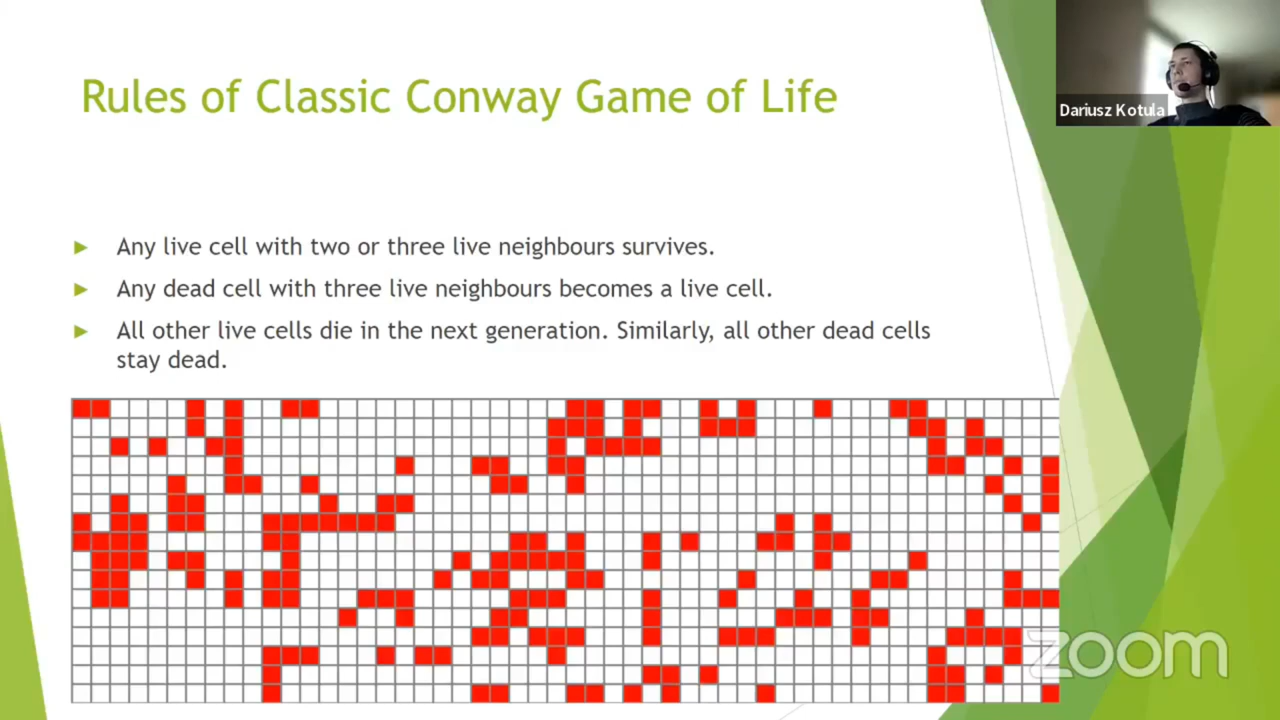 Rules of Classic Conway Game of Life
Dariusz Kotula
Any live cell with two or three live neighbours survives.
Any dead cell with three live neighbours becomes a live cell.
All other live cells die in the next generation. Similarly, all other dead cells
stay dead.
zoom